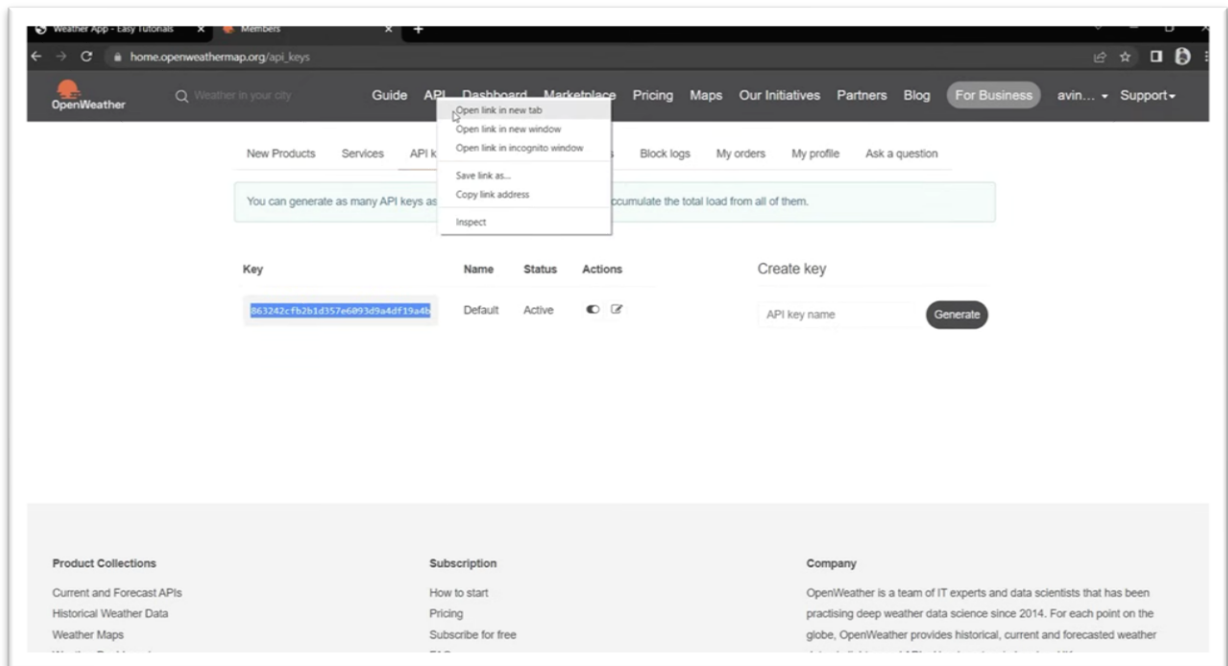 Weather App - Easy Tutorials
Members
home.openweathermap.org/api_keys
OpenWeather
Weather in your city
Guide API Dashboard Marketplace Pricing Maps Our Initiatives Partners Blog For Business avin... Support
Open link in new tab
Open link in new window
Open link in incognito window
Save link as...
Copy link address
Inspect
New Products Services API k Block logs My orders My profile Ask a question
You can generate as many API keys as ccumulate the total load from all of them.
Key Name Status Actions Create key
863242cfb2b1d357e6093d9a4df19a4b Default Active API key name Generate
Product Collections
Current and Forecast APIs
Historical Weather Data
Weather Maps
Subscription
How to start
Pricing
Subscribe for free
Company
OpenWeather is a team of IT experts and data scientists that has been
practising deep weather data science since 2014. For each point on the
globe, OpenWeather provides historical, current and forecasted weather